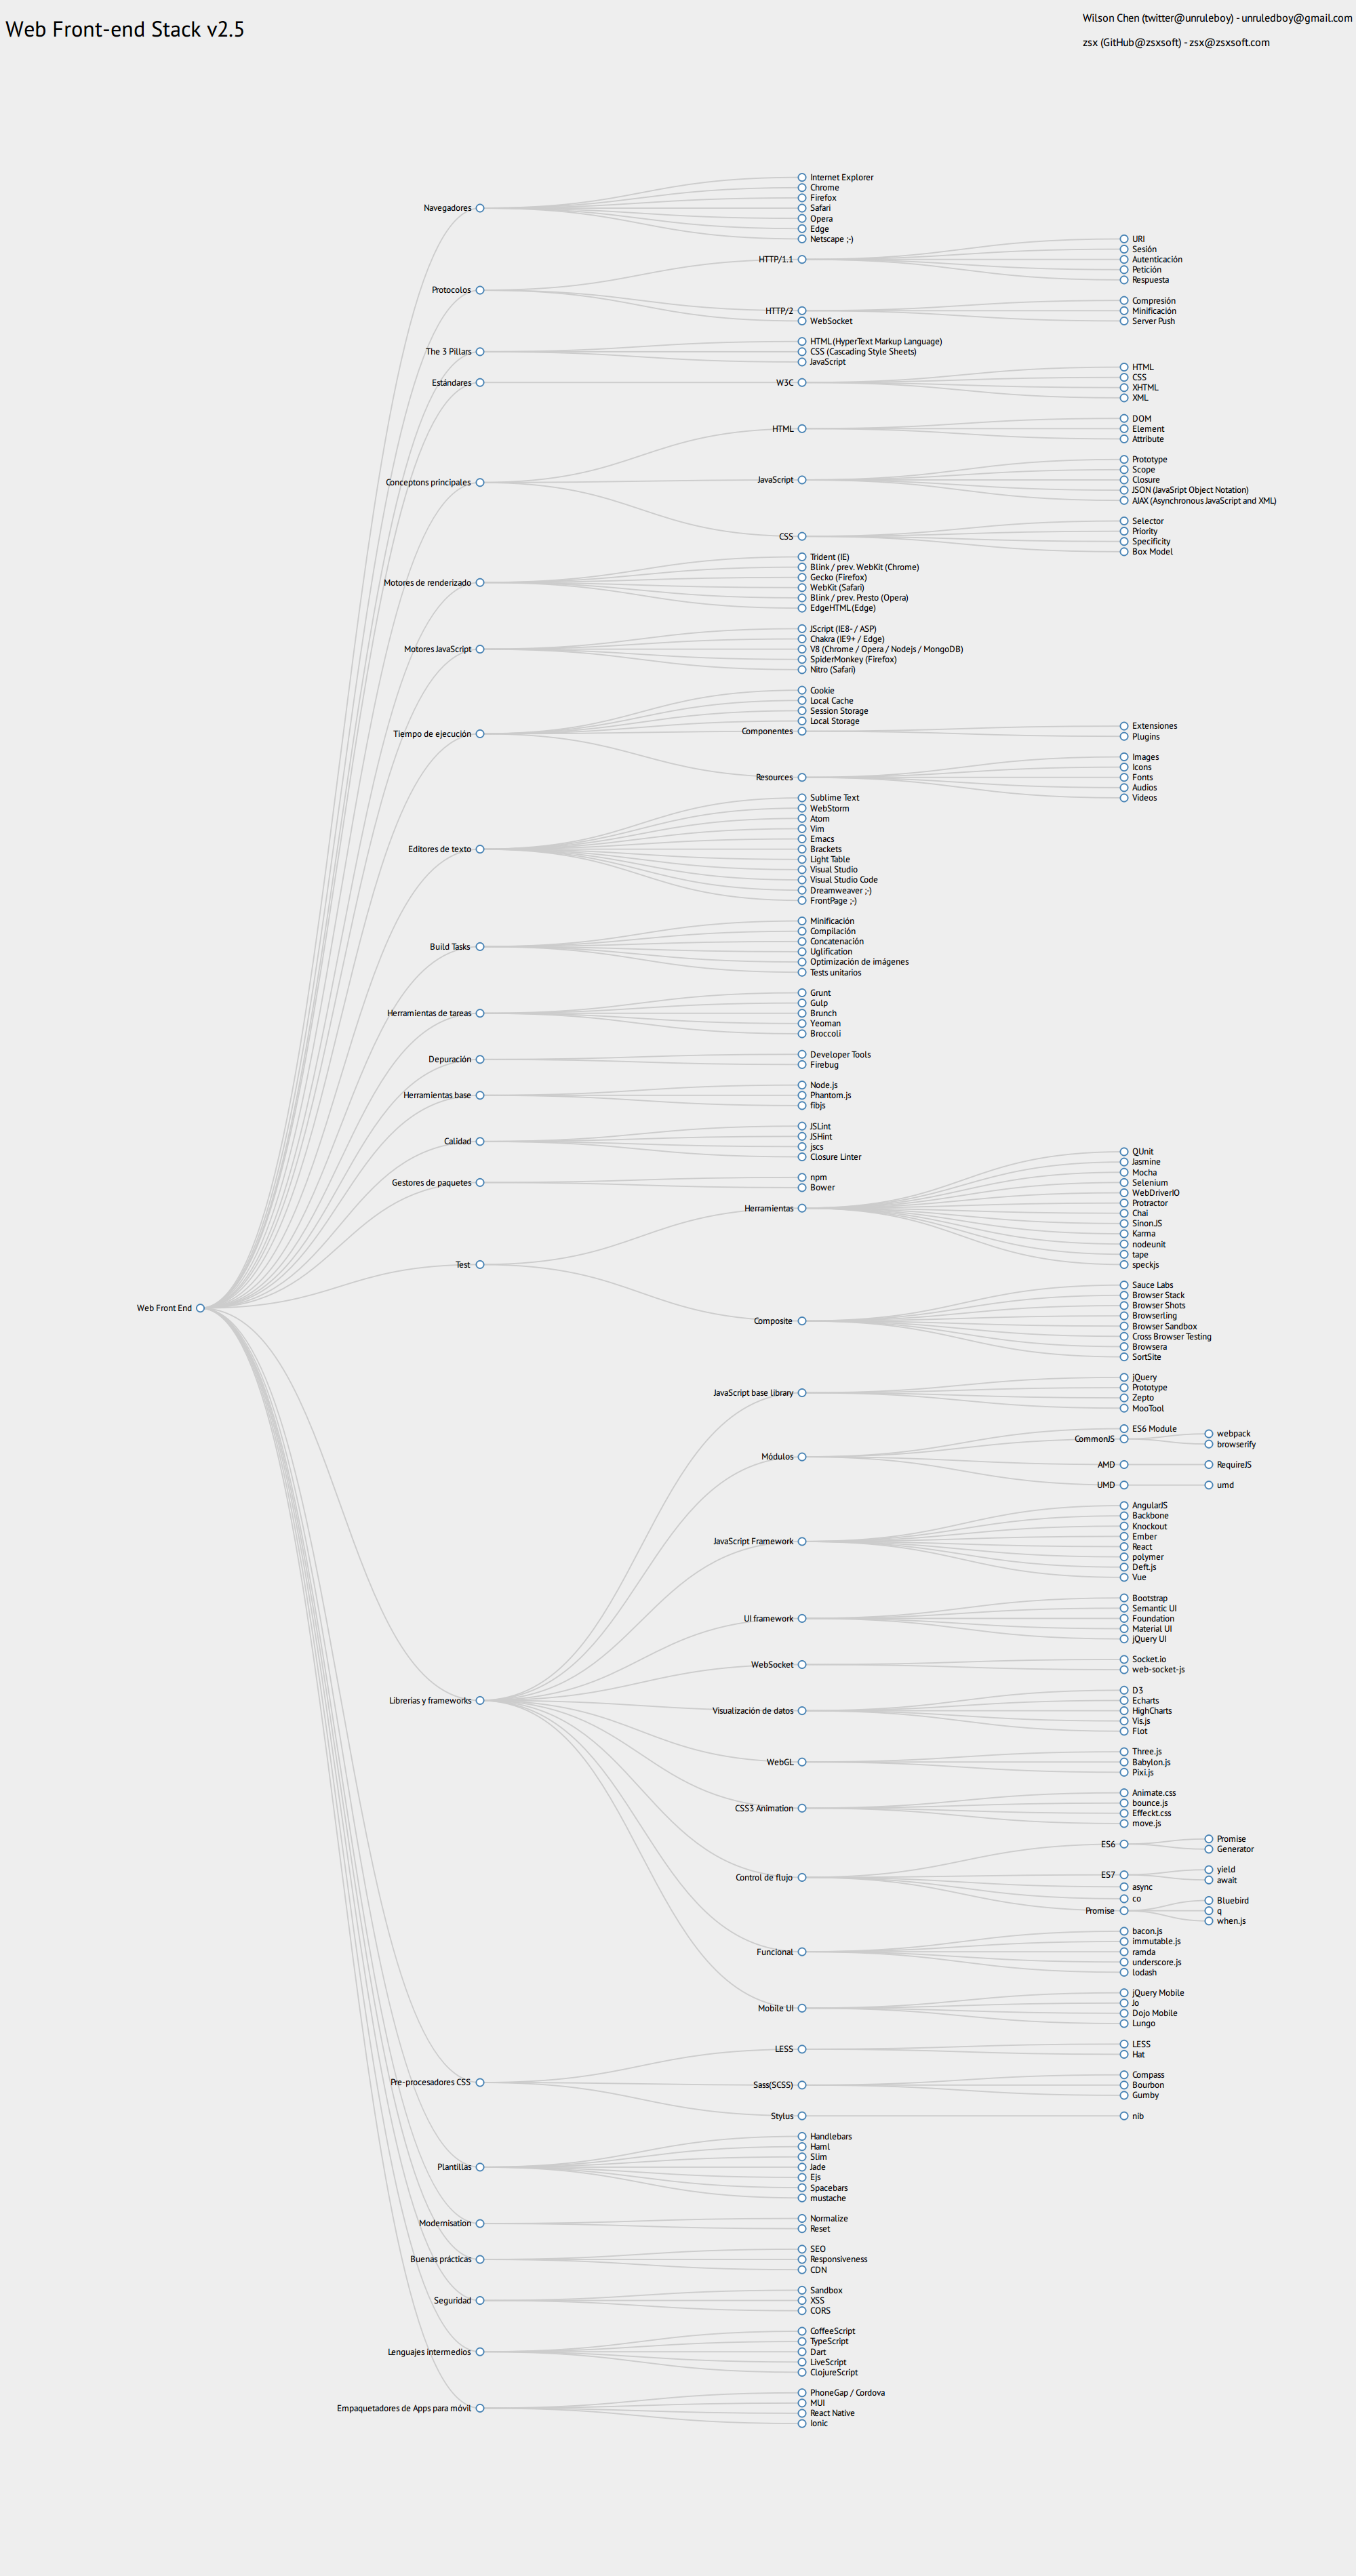 Web Front-end Stack v2.5
Wilson Chen (twitter@unruleboy) - unruledboy@gmail.com
zsx (GitHub@zsxsoft) - zsx@zsxsoft.com
Web Front End
Navegadores
Internet Explorer
Chrome
Firefox
Safari
Opera
Edge
Netscape ;-)
Protocolos
HTTP/1.1
URI
Sesión
Autenticación
Petición
Respuesta
HTTP/2
Compresión
Minificación
Server Push
WebSocket
The 3 Pillars
HTML (HyperText Markup Language)
CSS (Cascading Style Sheets)
JavaScript
Estándares
W3C
HTML
CSS
XHTML
XML
Conceptons principales
HTML
DOM
Element
Attribute
JavaScript
Prototype
Scope
Closure
JSON (JavaSript Object Notation)
AJAX (Asynchronous JavaScript and XML)
CSS
Selector
Priority
Specificity
Box Model
Motores de renderizado
Trident (IE)
Blink / prev. WebKit (Chrome)
Gecko (Firefox)
WebKit (Safari)
Blink / prev. Presto (Opera)
EdgeHTML (Edge)
Motores JavaScript
JScript (IE8- / ASP)
Chakra (IE9+ / Edge)
V8 (Chrome / Opera / Nodejs / MongoDB)
SpiderMonkey (Firefox)
Nitro (Safari)
Tiempo de ejecución
Cookie
Local Cache
Session Storage
Local Storage
Componentes
Extensiones
Plugins
Resources
Images
Icons
Fonts
Audios
Videos
Editores de texto
Sublime Text
WebStorm
Atom
Vim
Emacs
Brackets
Light Table
Visual Studio
Visual Studio Code
Dreamweaver ;-)
FrontPage ;-)
Build Tasks
Minificación
Compilación
Concatenación
Uglification
Optimización de imágenes
Tests unitarios
Herramientas de tareas
Grunt
Gulp
Brunch
Yeoman
Broccoli
Depuración
Developer Tools
Firebug
Herramientas base
Node.js
Phantom.js
fibjs
Calidad
JSLint
JSHint
jscs
Closure Linter
Gestores de paquetes
npm
Bower
Test
Herramientas
QUnit
Jasmine
Mocha
Selenium
WebDriverIO
Protractor
Chai
SinonJS
Karma
nodeunit
tape
speckjs
Composite
Sauce Labs
Browser Stack
Browser Shots
Browserling
Browser Sandbox
Cross Browser Testing
Browsera
SortSite
Librerías y frameworks
JavaScript base library
jQuery
Prototype
Zepto
MooTool
Módulos
ES6 Module
CommonJS
webpack
browserify
AMD
RequireJS
UMD
umd
JavaScript Framework
AngularJS
Backbone
Knockout
Ember
React
polymer
Deft.js
Vue
UI framework
Bootstrap
Semantic UI
Foundation
Material UI
jQuery UI
WebSocket
Socket.io
web-socket-js
Visualización de datos
D3
Echarts
HighCharts
Vis.js
Flot
WebGL
Three.js
Babylon.js
Pixi.js
CSS3 Animation
Animate.css
bounce.js
Effeckt.css
move.js
Control de flujo
ES6
Promise
Generator
ES7
yield
await
async
co
Promise
Bluebird
q
when.js
Funcional
bacon.js
immutable.js
ramda
underscore.js
lodash
Mobile UI
jQuery Mobile
Jo
Dojo Mobile
Lungo
Pre-procesadores CSS
LESS
LESS
Hat
Sass(SCSS)
Compass
Bourbon
Gumby
Stylus
nib
Plantillas
Handlebars
Haml
Slim
Jade
Ejs
Spacebars
mustache
Modernisation
Normalize
Reset
Buenas prácticas
SEO
Responsiveness
CDN
Seguridad
Sandbox
XSS
CORS
Lenguajes intermedios
CoffeeScript
TypeScript
Dart
LiveScript
ClojureScript
Empaquetadores de Apps para móvil
PhoneGap / Cordova
MUI
React Native
Ionic